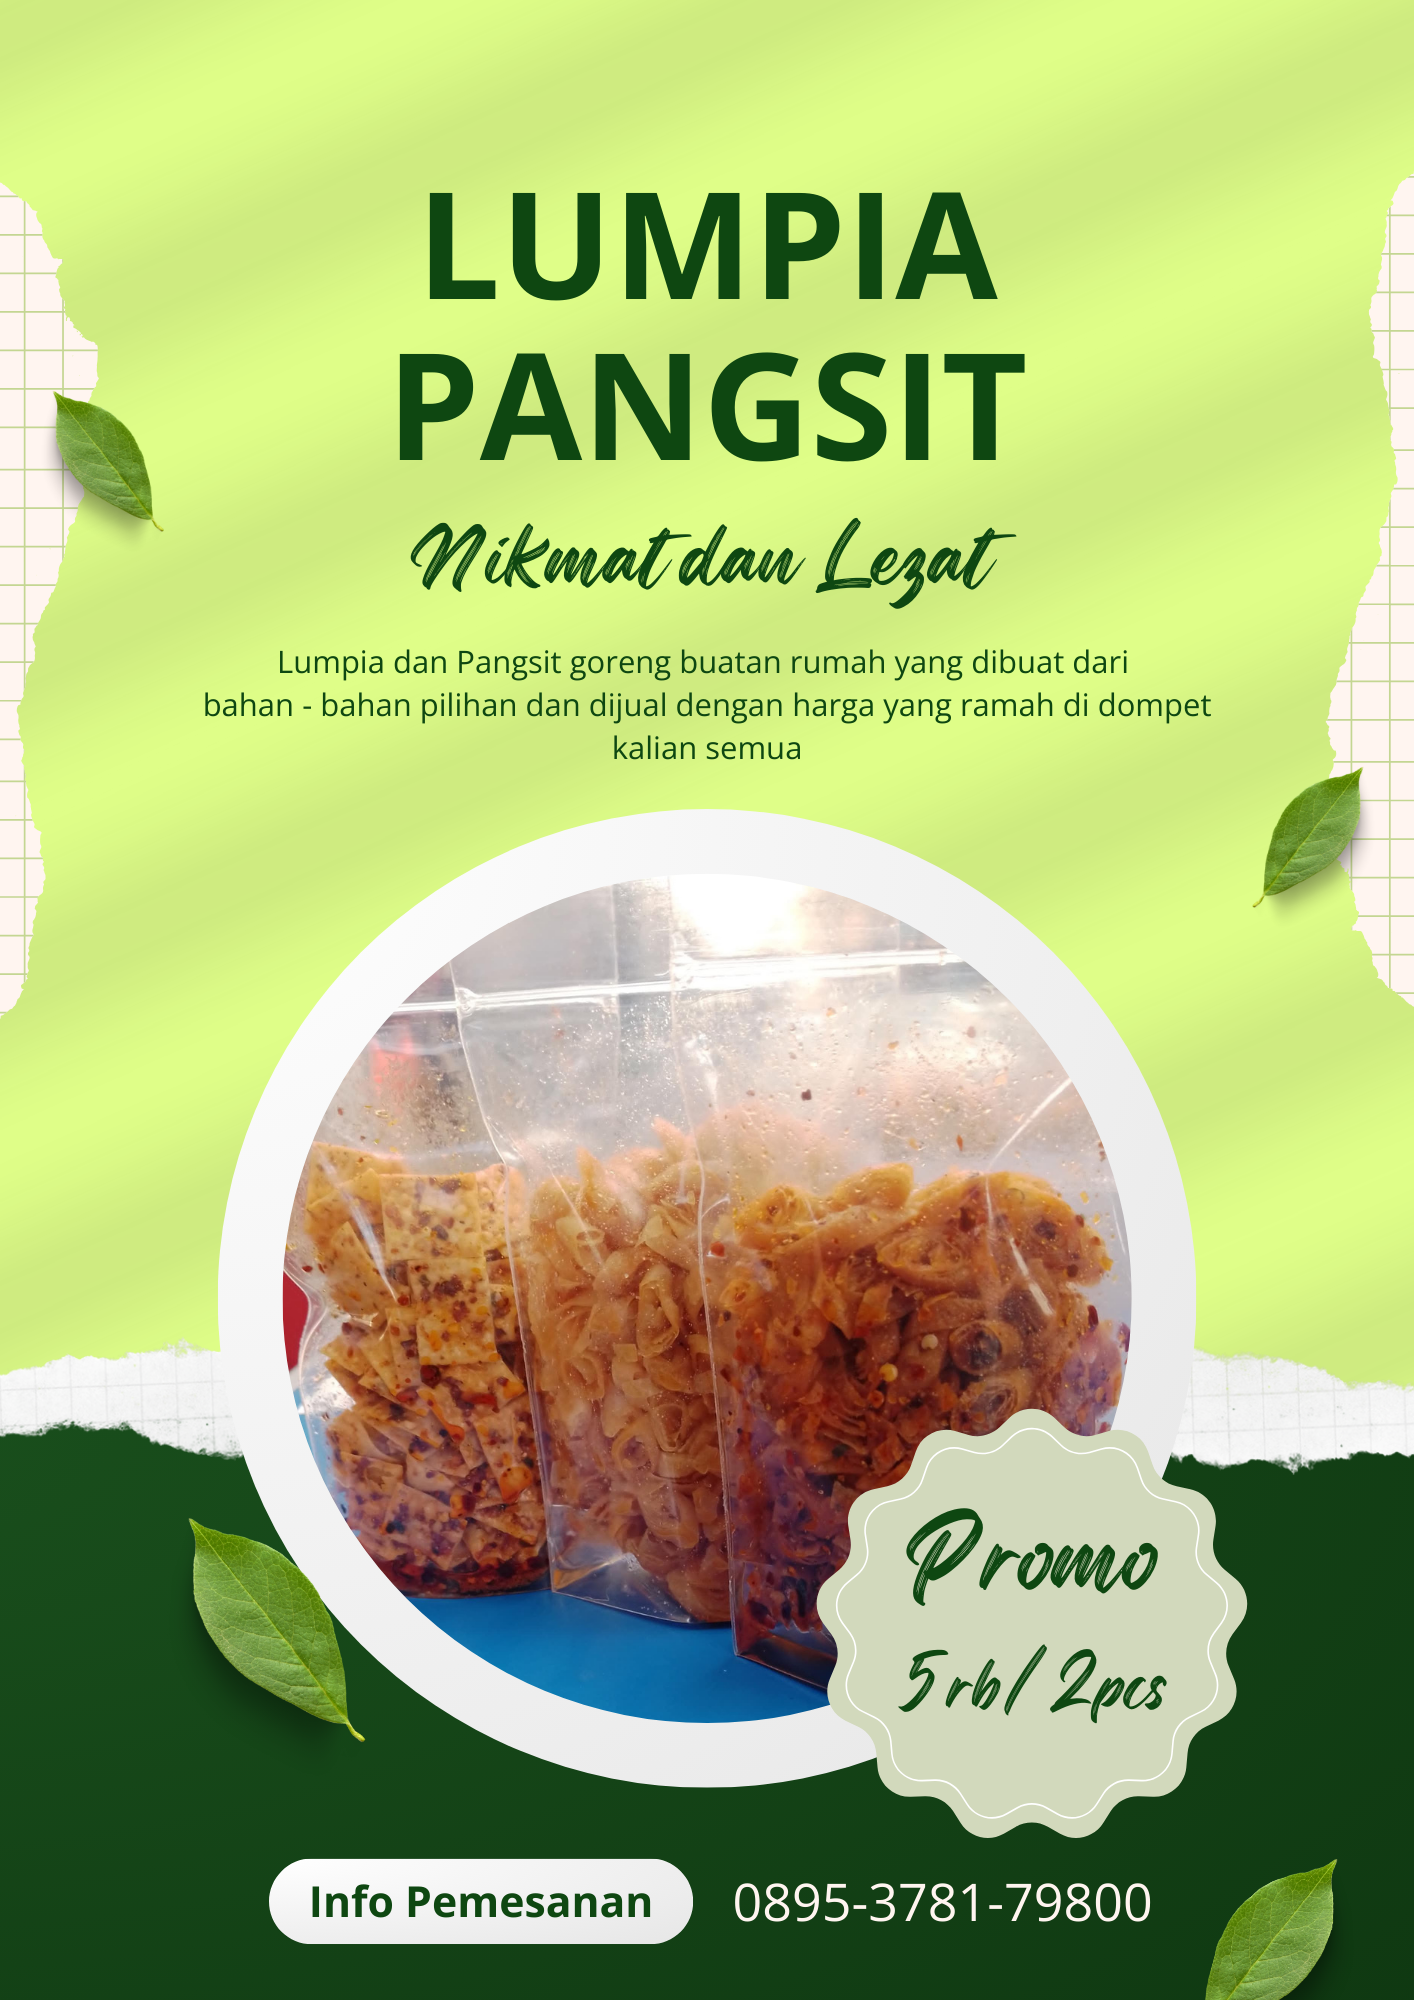 LUMPIA
PANGSIT
Nikmat dan Lezat
Lumpia dan Pangsit goreng buatan rumah yang dibuat dari
bahan - bahan pilihan dan dijual dengan harga yang ramah di dompet
kalian semua
Promo
5 rb/ 2pcs
Info Pemesanan 0895-3781-79800